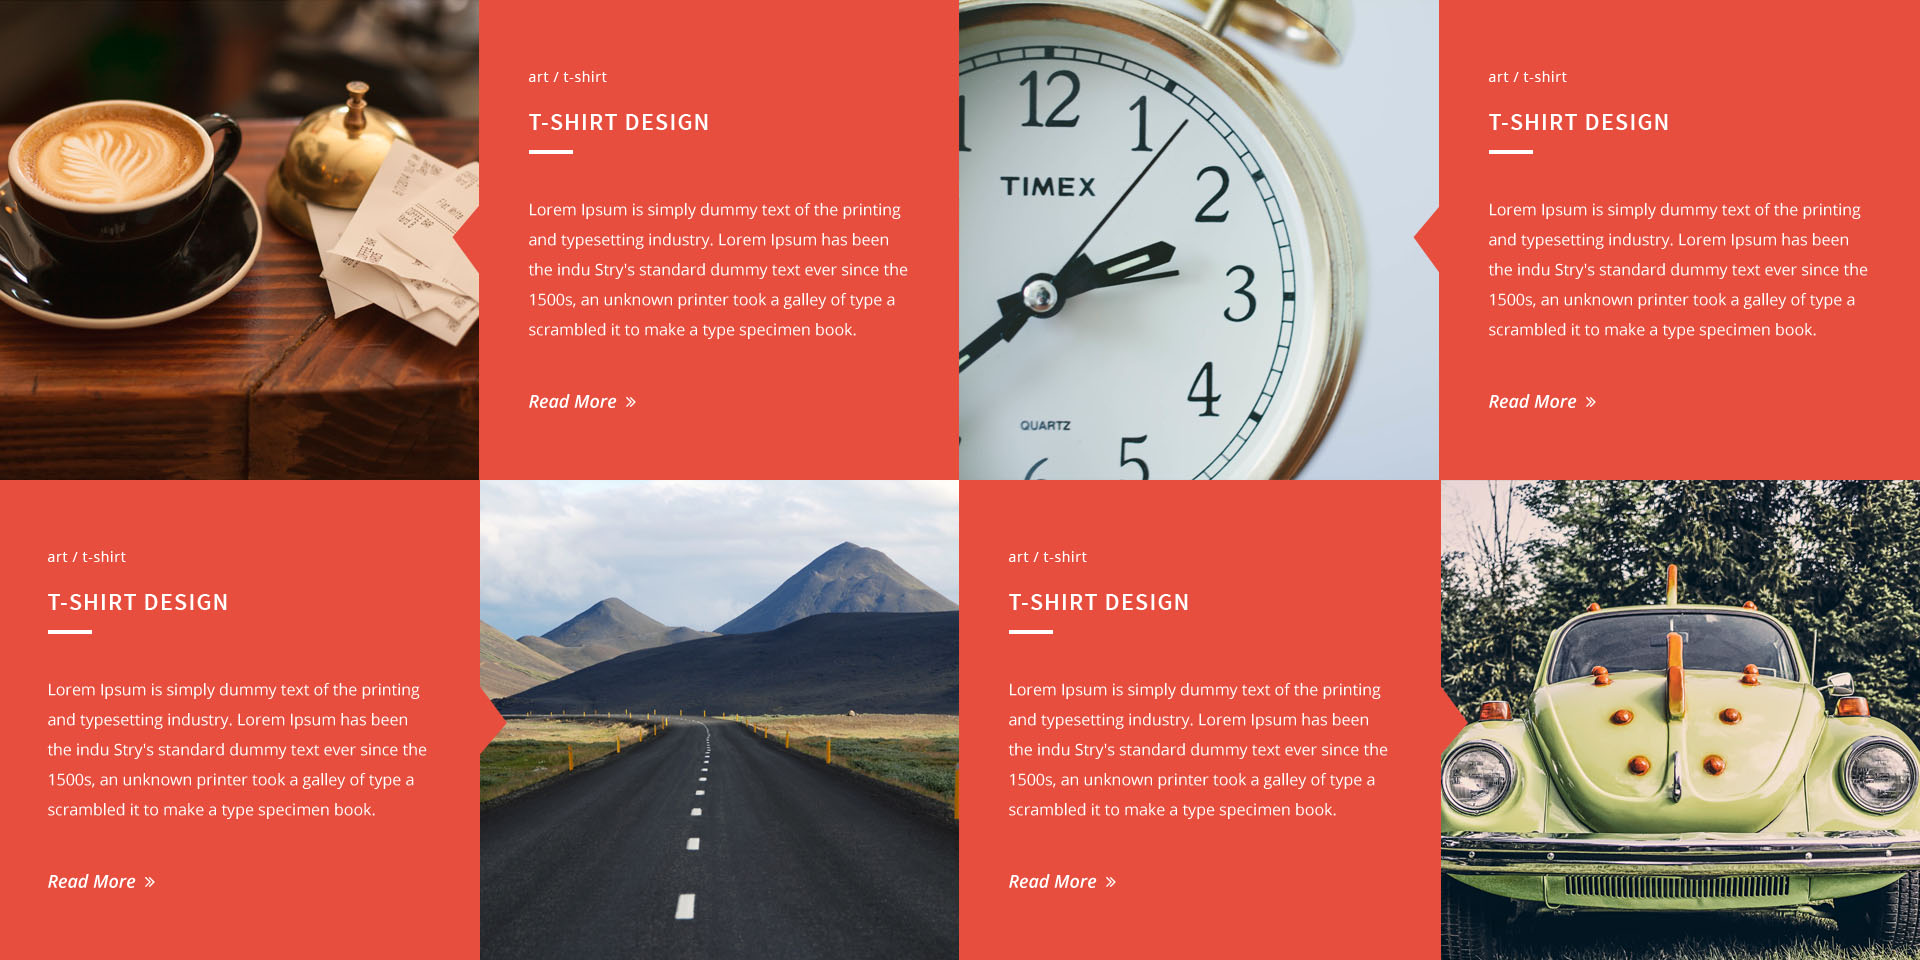 art / t-shirt
T-SHIRT DESIGN
Lorem Ipsum is simply dummy text of the printing
and typesetting industry. Lorem Ipsum has been
the indu Stry's standard dummy text ever since the
1500s, an unknown printer took a galley of type a
scrambled it to make a type specimen book.
Read More »
12
1
TIMEX
2
3
4
QUARTZ
5
6
art / t-shirt
T-SHIRT DESIGN
Lorem Ipsum is simply dummy text of the printing
and typesetting industry. Lorem Ipsum has been
the indu Stry's standard dummy text ever since the
1500s, an unknown printer took a galley of type a
scrambled it to make a type specimen book.
Read More »
art / t-shirt
T-SHIRT DESIGN
Lorem Ipsum is simply dummy text of the printing
and typesetting industry. Lorem Ipsum has been
the indu Stry's standard dummy text ever since the
1500s, an unknown printer took a galley of type a
scrambled it to make a type specimen book.
Read More »
art / t-shirt
T-SHIRT DESIGN
Lorem Ipsum is simply dummy text of the printing
and typesetting industry. Lorem Ipsum has been
the indu Stry's standard dummy text ever since the
1500s, an unknown printer took a galley of type a
scrambled it to make a type specimen book.
Read More »